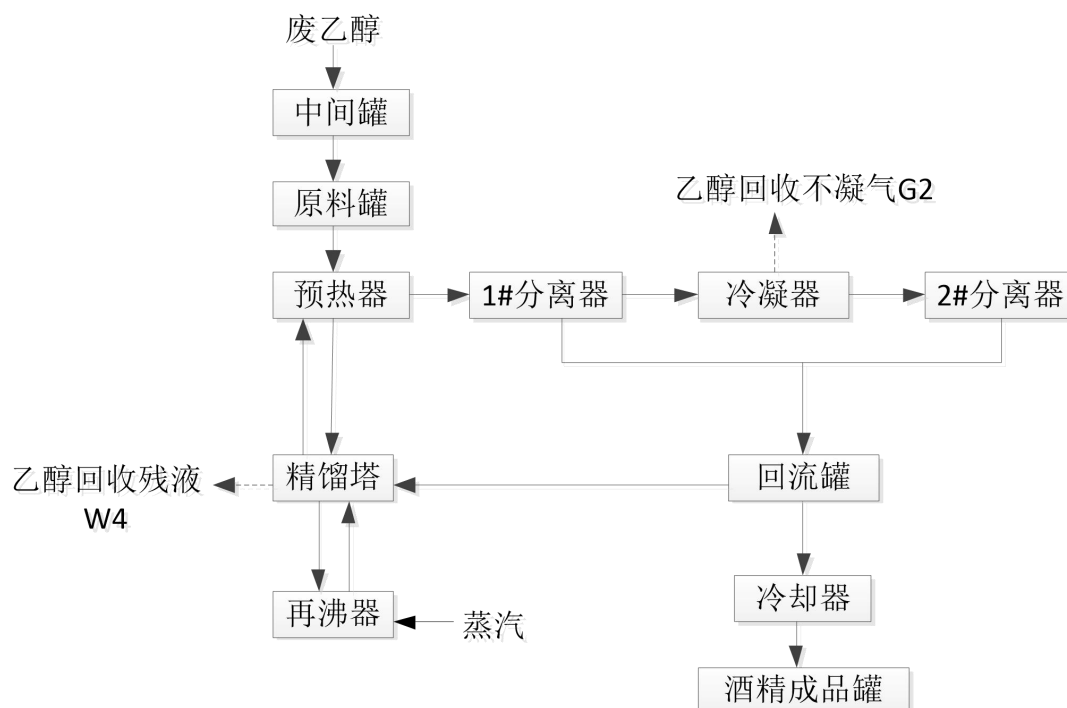 废乙醇
中间罐
原料罐
乙醇回收不凝气G2
预热器
1#分离器
冷凝器
2#分离器
乙醇回收残液
W4
精馏塔
回流罐
再沸器
蒸汽
冷却器
酒精成品罐